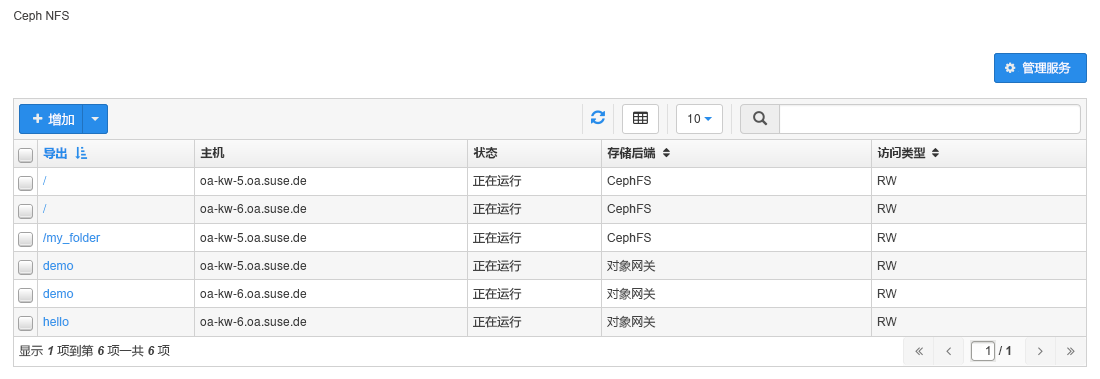 Ceph NFS
管理服务
增加 10
导出 主机 状态 存储后端 访问类型
/ oa-kw-5.oa.suse.de 正在运行 CephFS RW
/ oa-kw-6.oa.suse.de 正在运行 CephFS RW
/my_folder oa-kw-5.oa.suse.de 正在运行 CephFS RW
demo oa-kw-5.oa.suse.de 正在运行 对象网关 RW
demo oa-kw-6.oa.suse.de 正在运行 对象网关 RW
hello oa-kw-6.oa.suse.de 正在运行 对象网关 RW
显示 1 项到第 6 项一共 6 项 « ‹ 1 / 1 › »